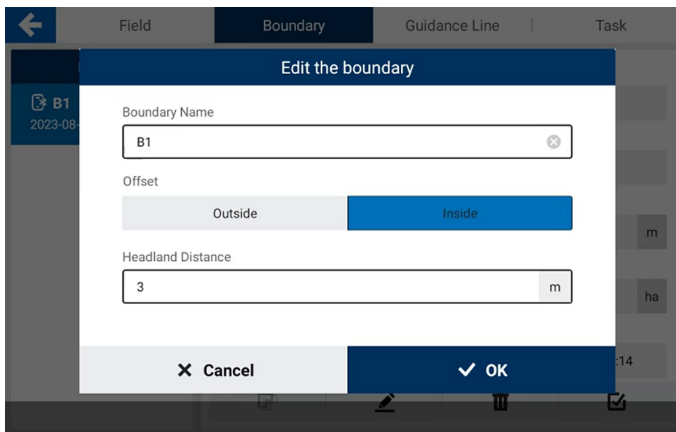 Field Boundary Guidance Line Task
Edit the boundary
B1
2023-08-
Boundary Name
B1
Offset
Outside Inside
m
Headland Distance
3 m
ha
Cancel OK
:14